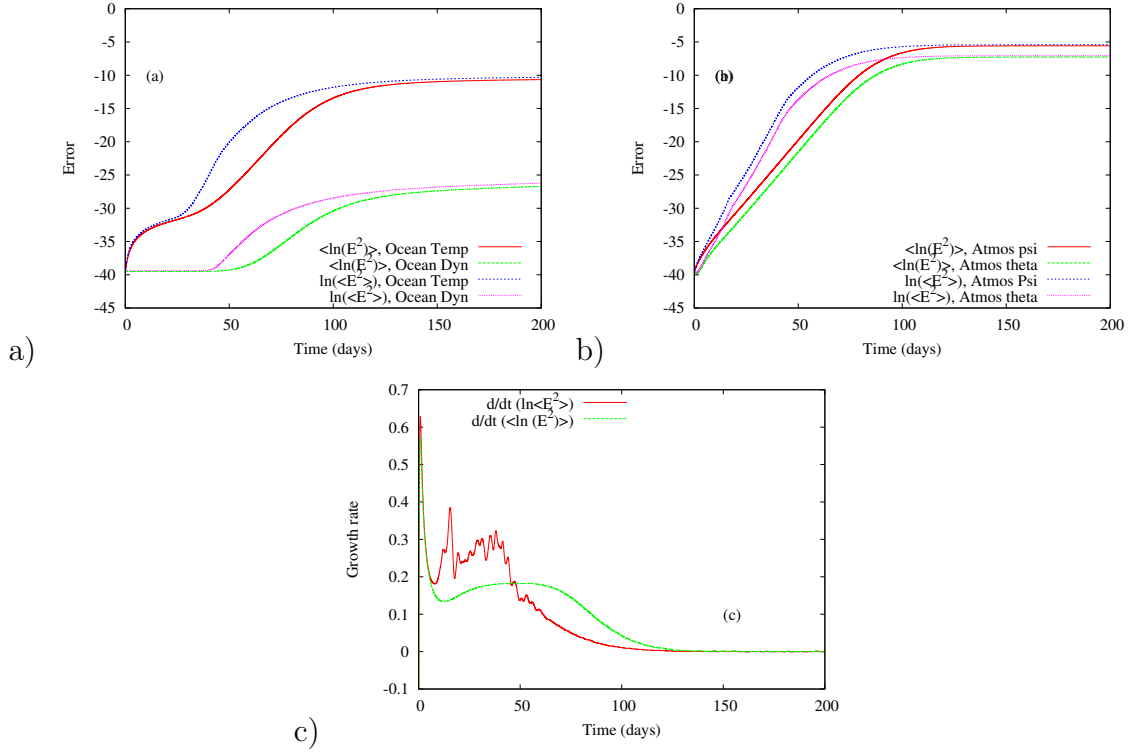 0
-5
-10
-15
-20
-25
-30
-35
-40
-45
0
50
100
150
200
Error
Time (days)
(a)
<ln(E²)>, Ocean Temp
<ln(E²)>, Ocean Dyn
ln(<E²>), Ocean Temp
ln(<E²>), Ocean Dyn
a)
0
-5
-10
-15
-20
-25
-30
-35
-40
-45
0
50
100
150
200
Error
Time (days)
<ln(E²)>, Atmos psi
<ln(E²)>, Atmos theta
ln(<E²>), Atmos Psi
ln(<E²>), Atmos theta
b)
0.7
0.6
0.5
0.4
0.3
0.2
0.1
0
-0.1
0
50
100
150
200
Growth rate
Time (days)
d/dt (ln<E²>)
d/dt (<ln (E²)>)
(c)
c)